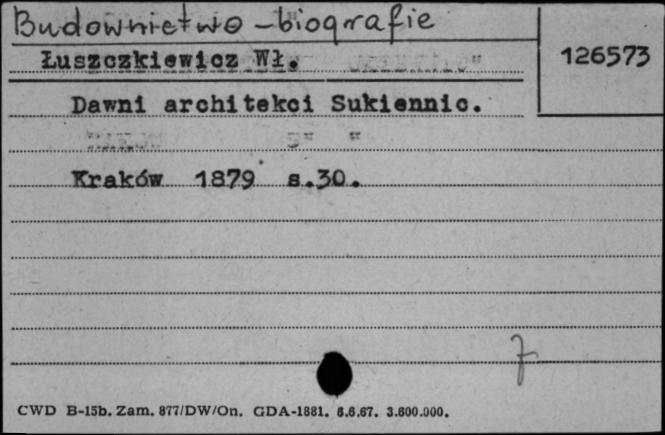 Budownictwo - biografie
Łuszczkiewicz Wł.
126573
Dawni architekci Sukiennic.
Kraków 1879 s.30.
7
CWD B-15b. Zam. 877/DW/On. GDA-1881. 6.6.67. 3.600.000.